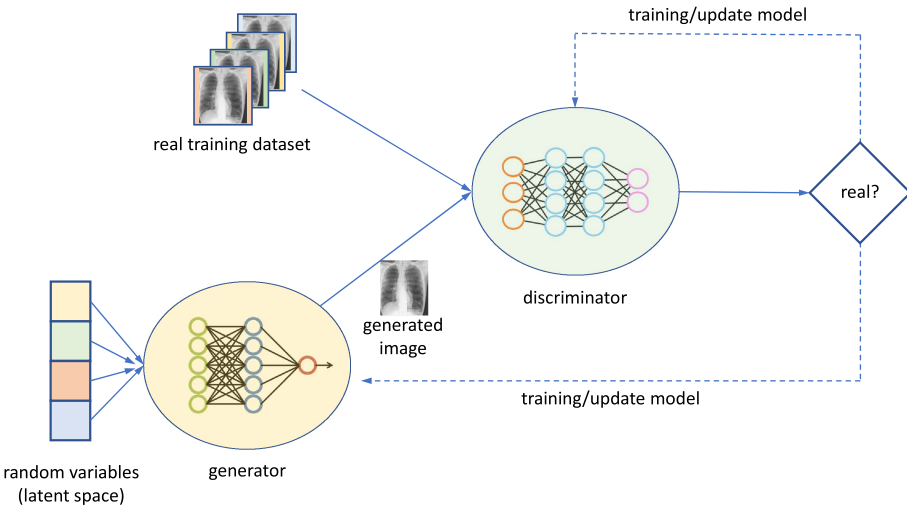 training/update model
real training dataset
real?
discriminator
generated
image
training/update model
generator
random variables
(latent space)